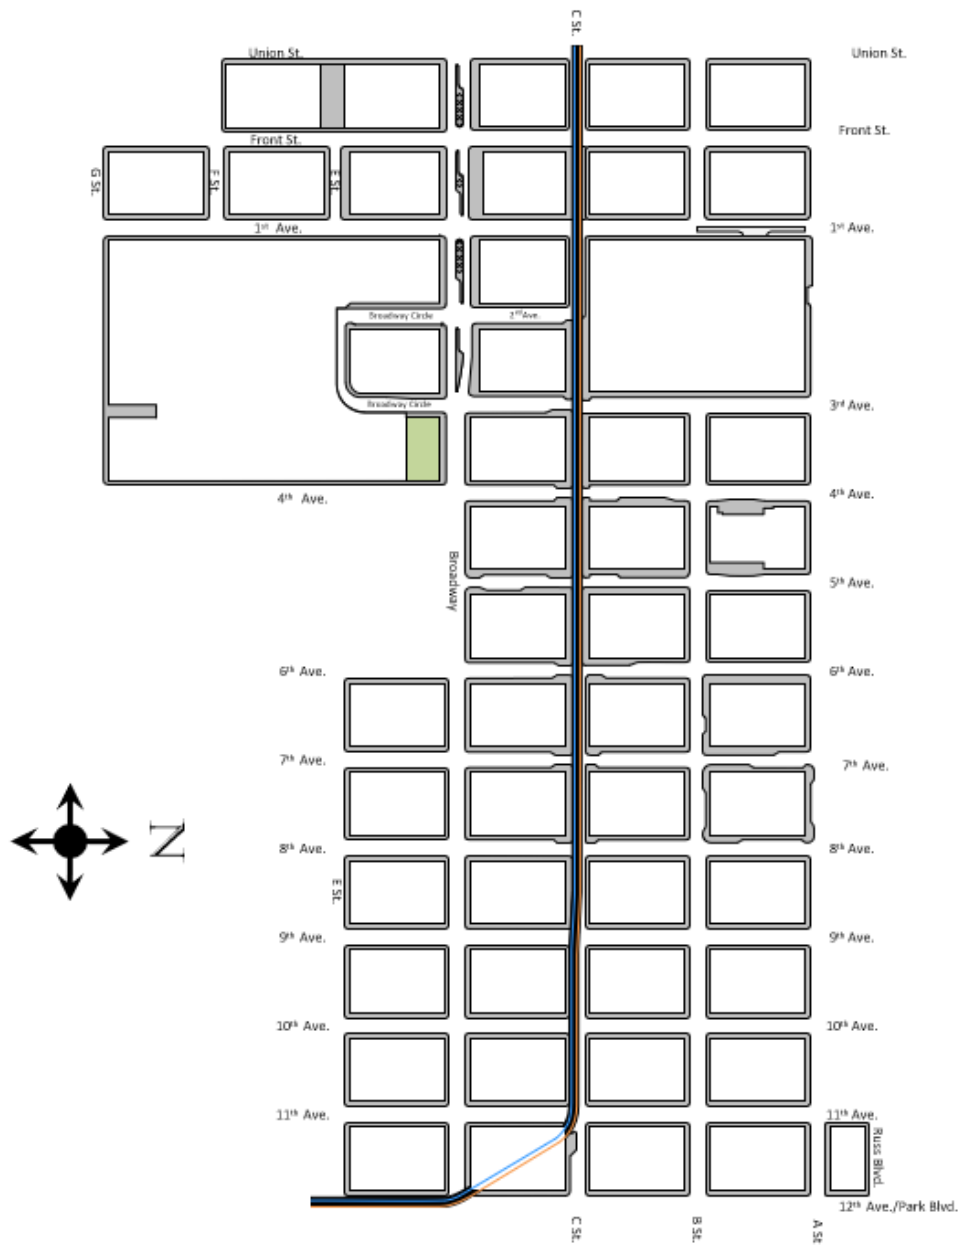 C St.
Union St.
Union St.
Front St.
Front St.
G St.
F St.
E St.
1st Ave.
1st Ave.
Broadway Circle
2nd Ave.
Broadway Circle
3rd Ave.
4th Ave.
4th Ave.
Broadway
5th Ave.
6th Ave.
6th Ave.
7th Ave.
7th Ave.
N
8th Ave.
8th Ave.
E St.
9th Ave.
9th Ave.
10th Ave.
10th Ave.
11th Ave.
11th Ave.
Russ Blvd.
12th Ave./Park Blvd.
C St.
B St.
A St